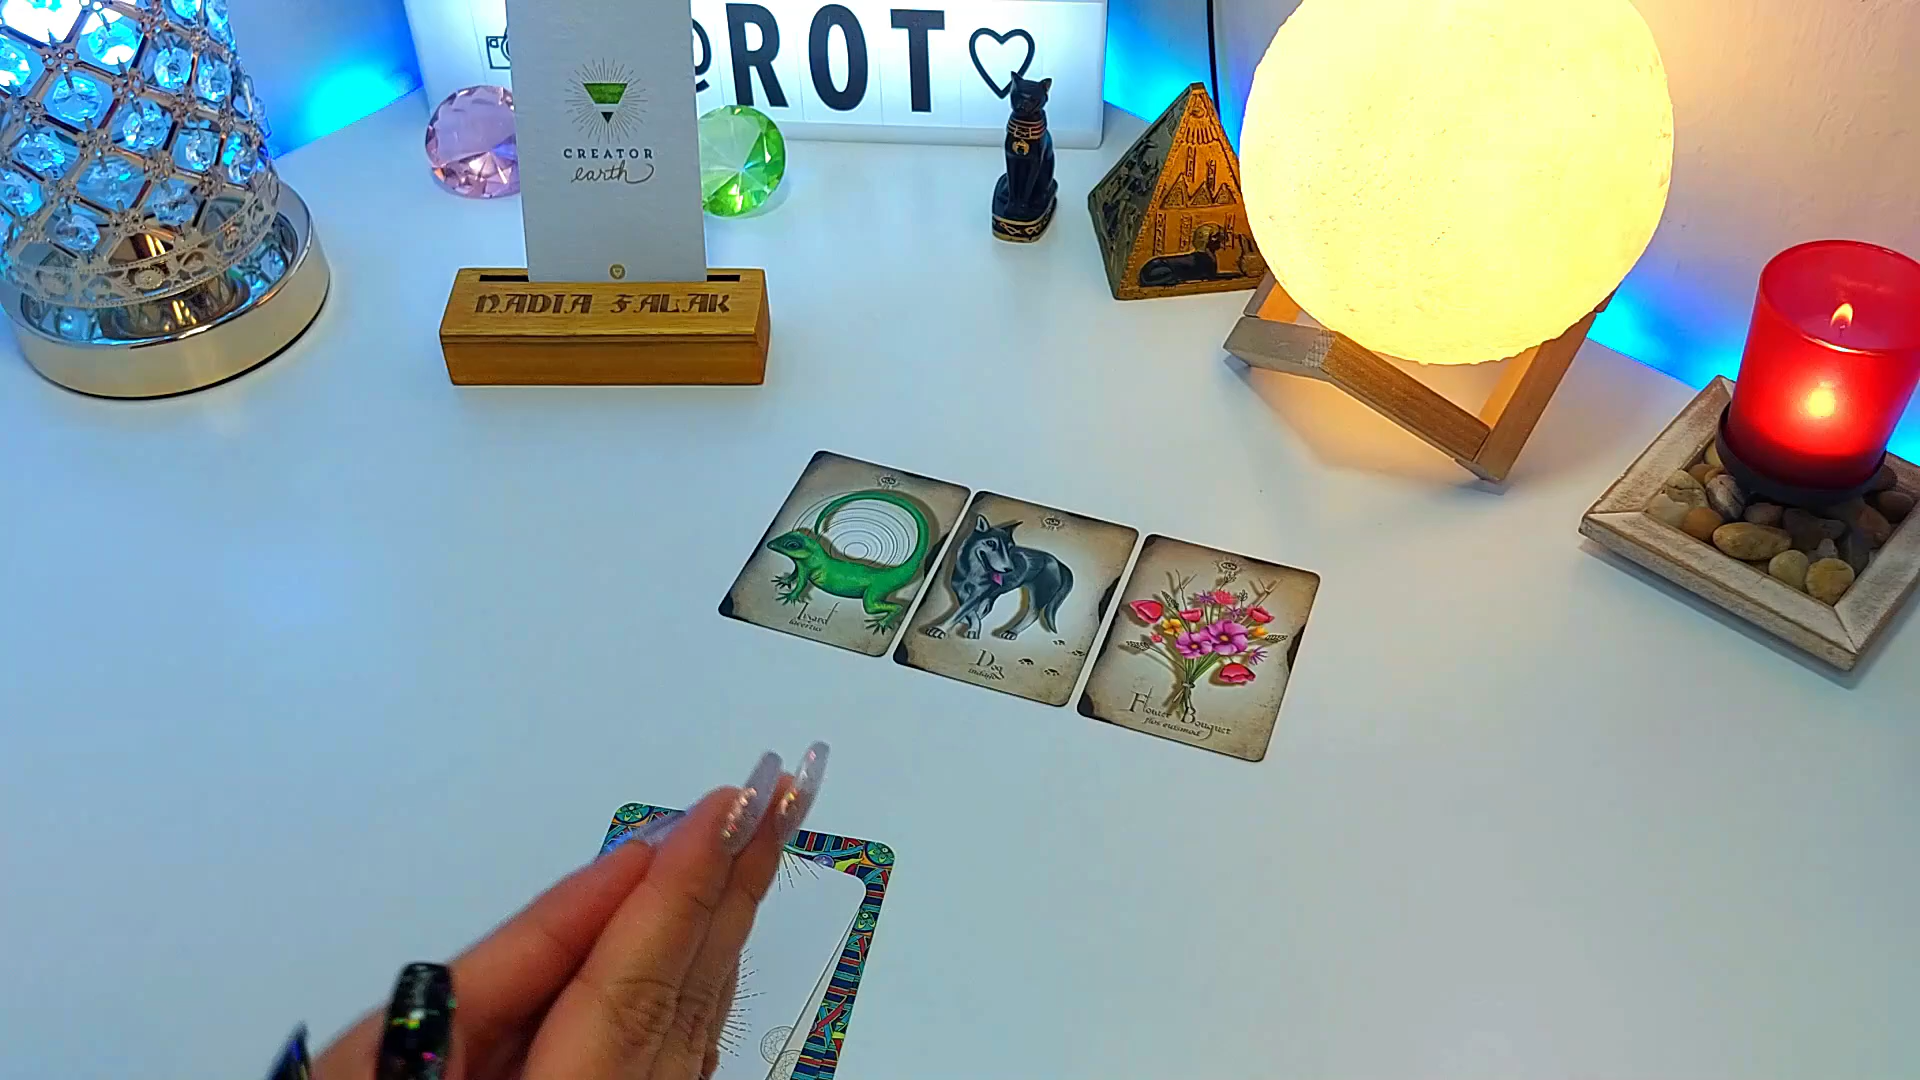 @ROT
CREATOR
earth
NADIA FALAK
Lizard
Dog
Flower Bouquet